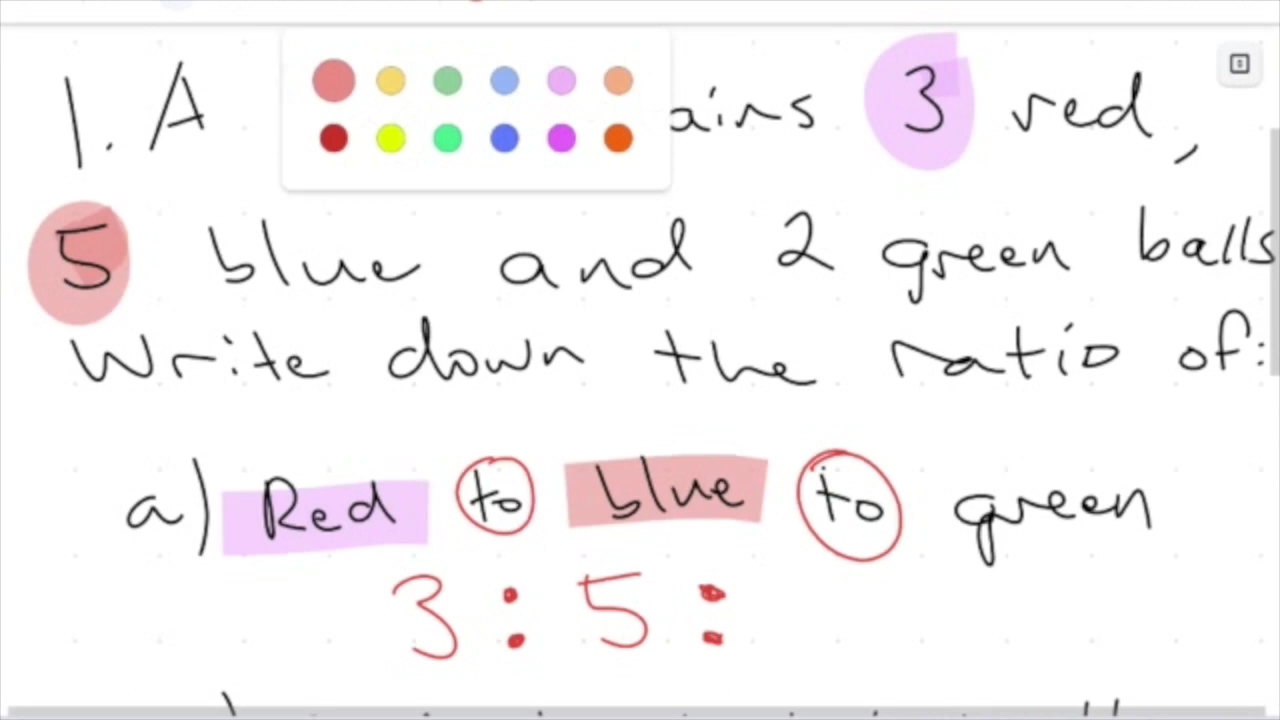 1. A ains 3 red,
5 blue and 2 green balls
Write down the ratio of:
a) Red to blue to green
3 : 5 :